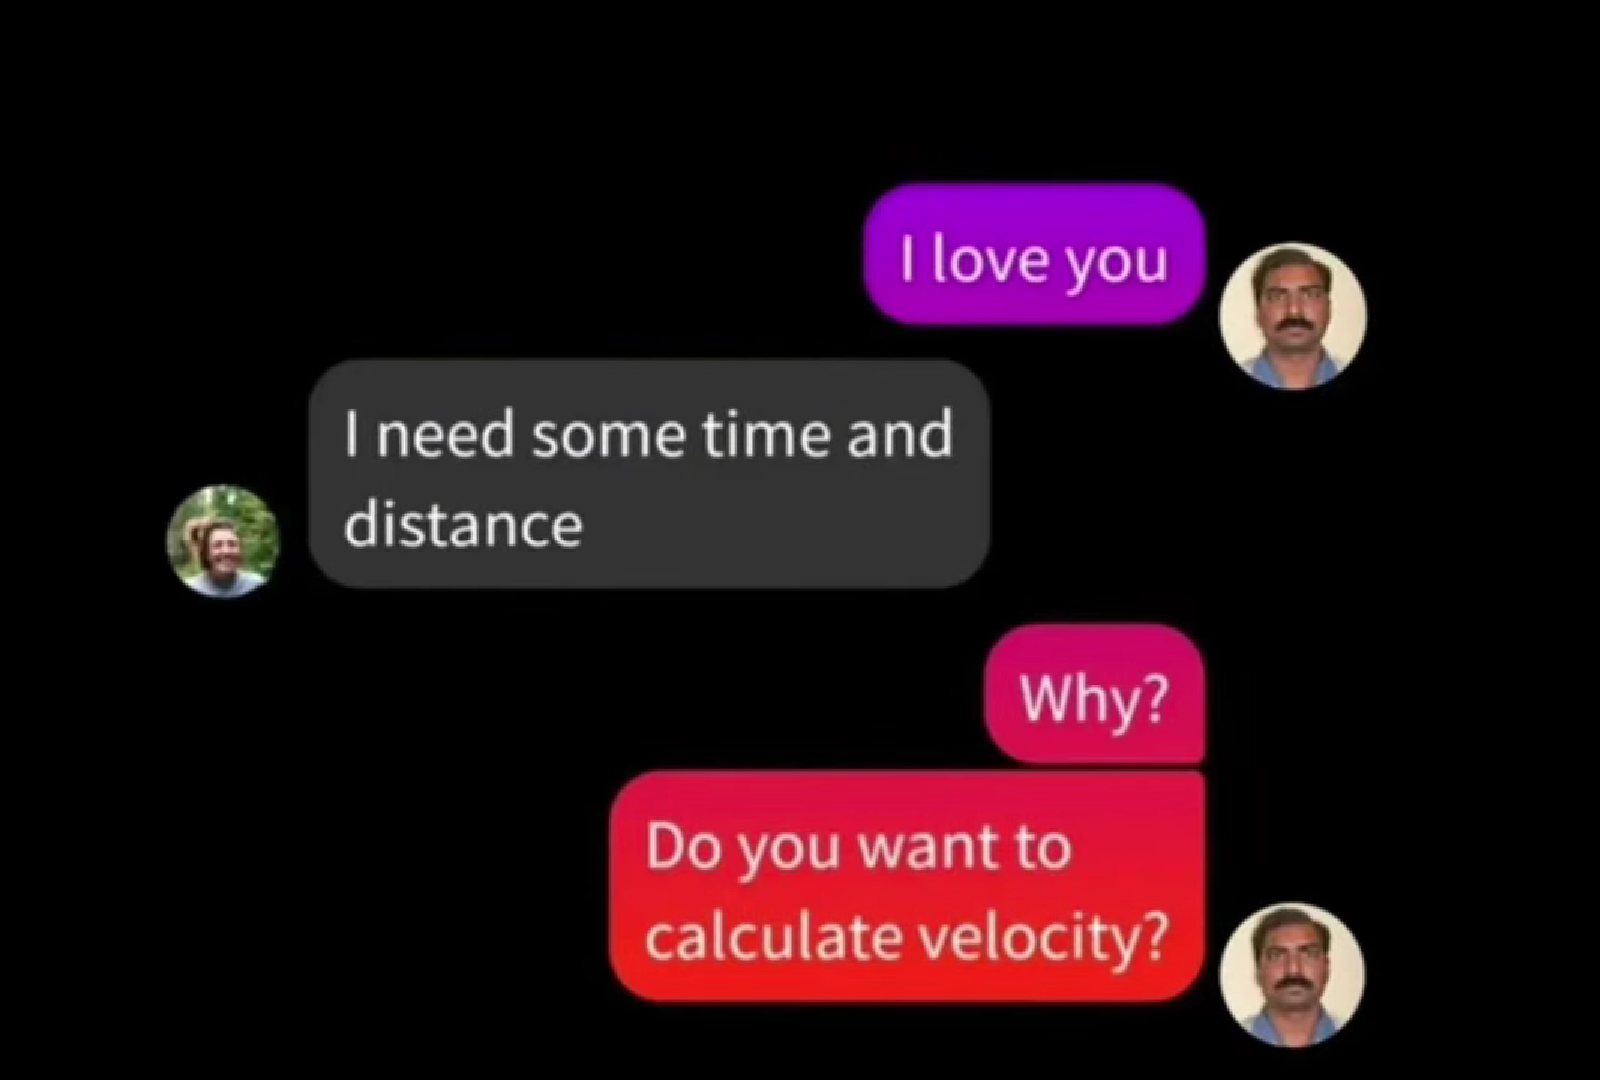 I love you
I need some time and
distance
Why?
Do you want to
calculate velocity?